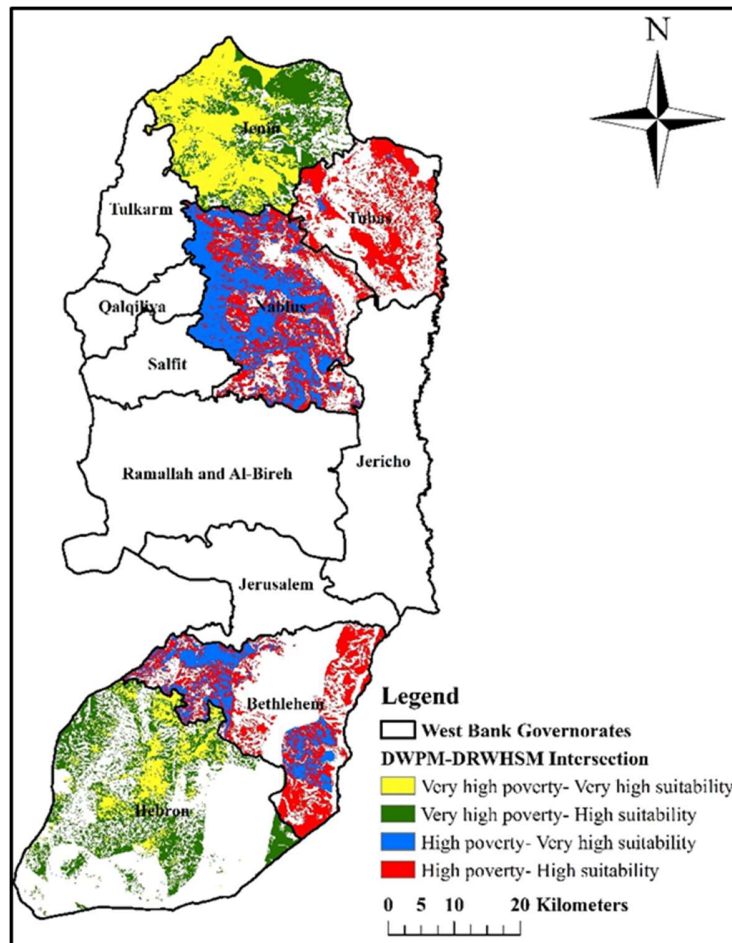 N
Jenin
Tulkarm
Tubas
Qalqiliya
Nablus
Salfit
Ramallah and Al-Bireh
Jericho
Jerusalem
Bethlehem
Hebron
Legend
West Bank Governorates
DWPM-DRWHSM Intersection
Very high poverty- Very high suitability
Very high poverty- High suitability
High poverty- Very high suitability
High poverty- High suitability
0 5 10 20 Kilometers